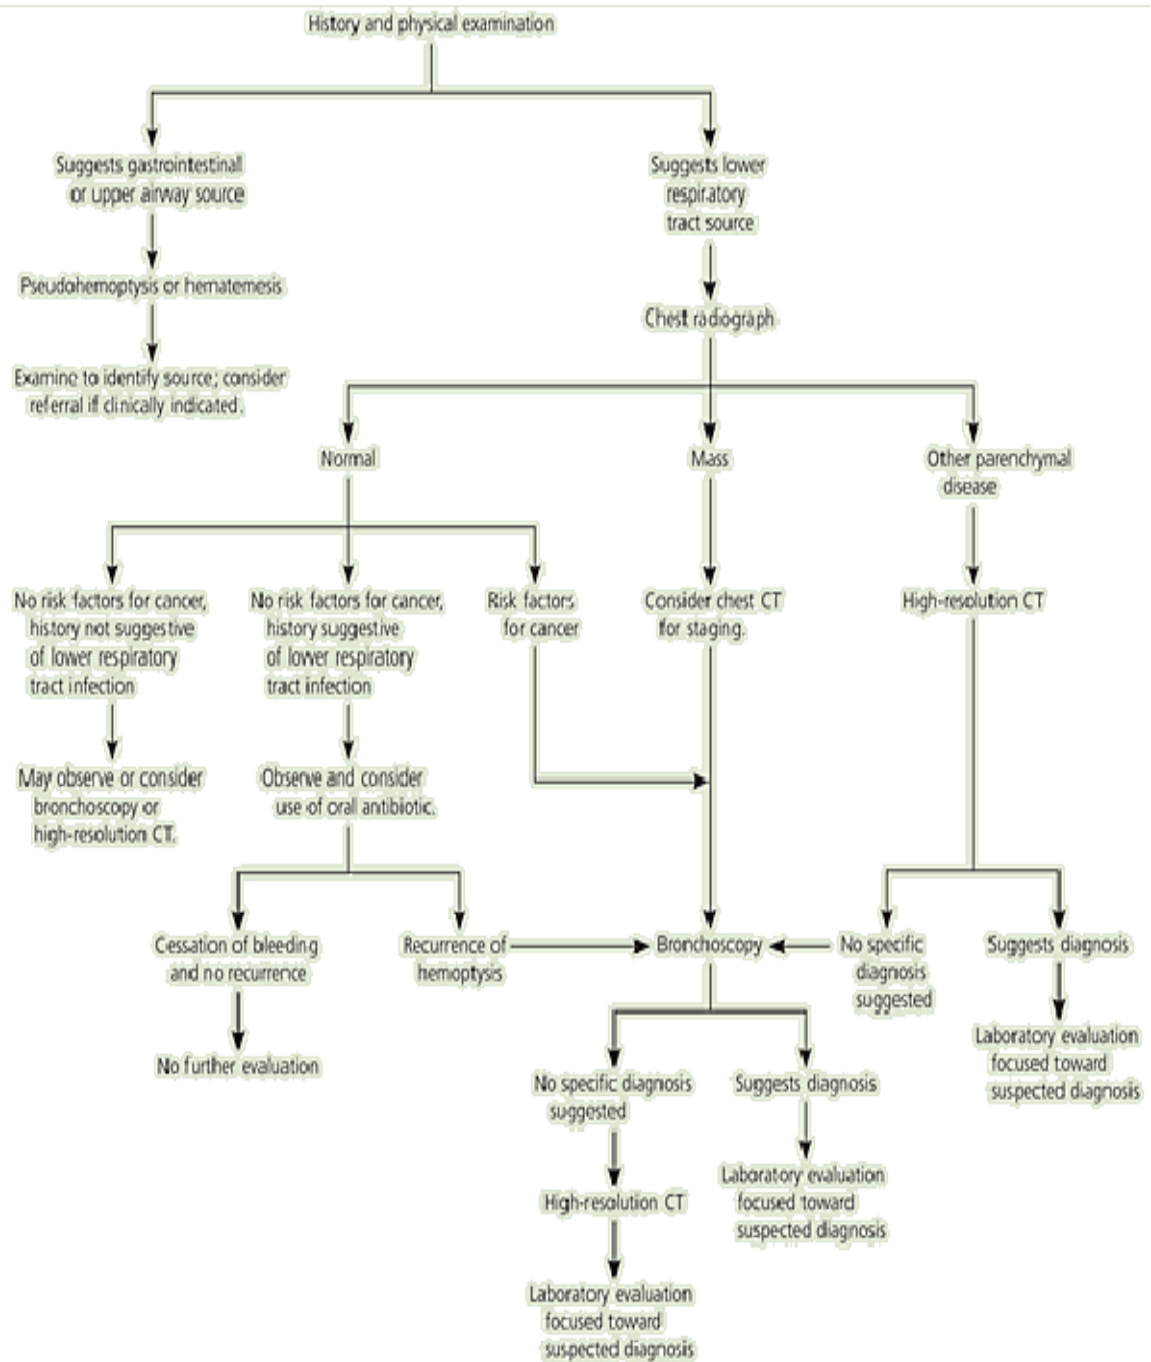 History and physical examination
Suggests gastrointestinal
or upper airway source
Suggests lower
respiratory
tract source
Pseudohemoptysis or hematemesis
Chest radiograph
Examine to identify source; consider
referral if clinically indicated.
Normal
Mass
Other parenchymal
disease
No risk factors for cancer,
history not suggestive
of lower respiratory
tract infection
No risk factors for cancer,
history suggestive
of lower respiratory
tract infection
Risk factors
for cancer
Consider chest CT
for staging.
High-resolution CT
May observe or consider
bronchoscopy or
high-resolution CT.
Observe and consider
use of oral antibiotic.
Cessation of bleeding
and no recurrence
Recurrence of
hemoptysis
Bronchoscopy
No specific
diagnosis
suggested
Suggests diagnosis
No further evaluation
Laboratory evaluation
focused toward
suspected diagnosis
No specific diagnosis
suggested
Suggests diagnosis
High-resolution CT
Laboratory evaluation
focused toward
suspected diagnosis
Laboratory evaluation
focused toward
suspected diagnosis